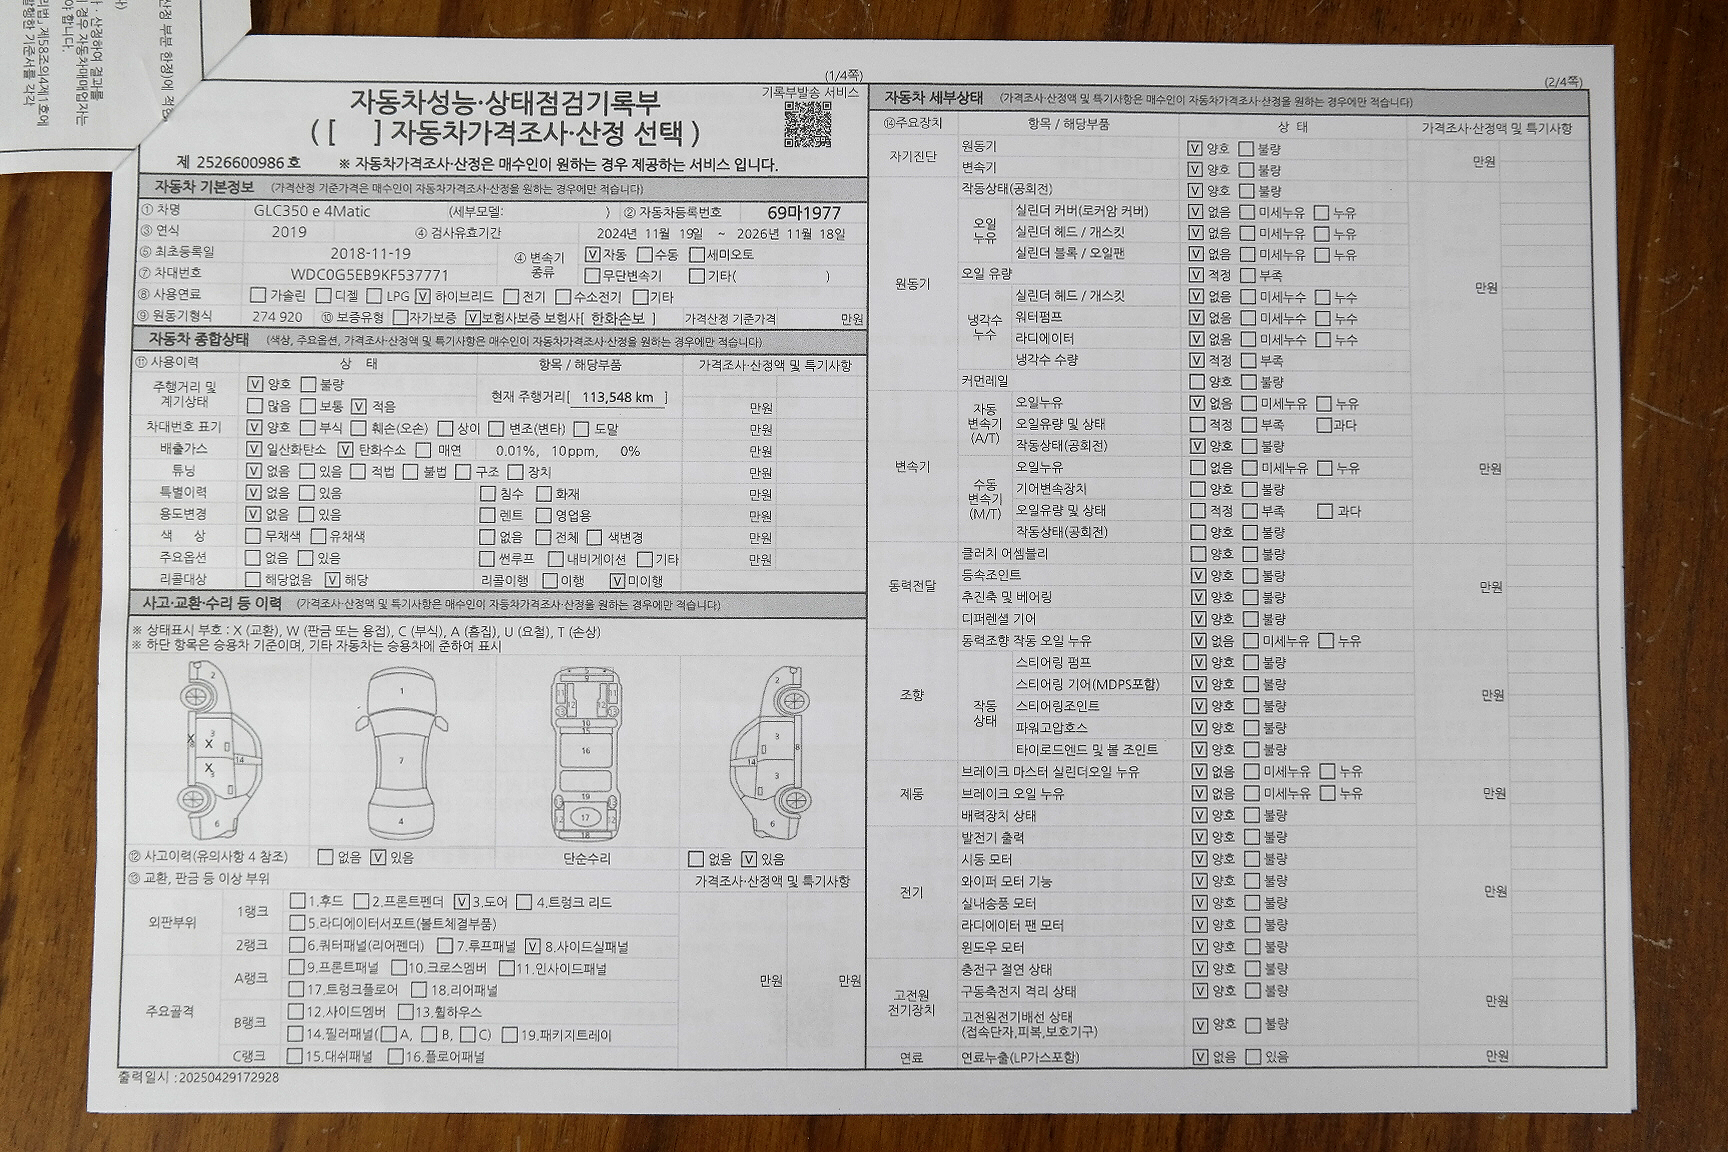 (1/4쪽)
자동차성능·상태점검기록부
( [ ] 자동차가격조사·산정 선택 )
기록부발송 서비스
제 2526600986 호 ※ 자동차가격조사·산정은 매수인이 원하는 경우 제공하는 서비스 입니다.
자동차 기본정보 (가격산정 기준가격은 매수인이 자동차가격조사·산정을 원하는 경우에만 적습니다)
① 차명 GLC350 e 4Matic (세부모델: ) ② 자동차등록번호 69마1977
③ 연식 2019 ④ 검사유효기간 2024년 11월 19일 ~ 2026년 11월 18일
⑤ 최초등록일 2018-11-19 ④ 변속기 종류 [V]자동 [ ]수동 [ ]세미오토
⑦ 차대번호 WDC0G5EB9KF537771 [ ]무단변속기 [ ]기타( )
⑧ 사용연료 [ ]가솔린 [ ]디젤 [ ]LPG [V]하이브리드 [ ]전기 [ ]수소전기 [ ]기타
⑨ 원동기형식 274 920 ⑩ 보증유형 [ ]자가보증 [V]보험사보증 보험사[ 한화손보 ] 가격산정 기준가격 만원
자동차 종합상태 (색상, 주요옵션, 가격조사·산정액 및 특기사항은 매수인이 자동차가격조사·산정을 원하는 경우에만 적습니다)
⑪ 사용이력 상 태 항목 / 해당부품 가격조사·산정액 및 특기사항
주행거리 및 계기상태 [V]양호 [ ]불량 현재 주행거리[ 113,548 km ]
[ ]많음 [ ]보통 [V]적음 만원
차대번호 표기 [V]양호 [ ]부식 [ ]훼손(오손) [ ]상이 [ ]변조(변타) [ ]도말 만원
배출가스 [V]일산화탄소 [V]탄화수소 [ ]매연 0.01%, 10ppm, 0% 만원
튜닝 [V]없음 [ ]있음 [ ]적법 [ ]불법 [ ]구조 [ ]장치 만원
특별이력 [V]없음 [ ]있음 [ ]침수 [ ]화재 만원
용도변경 [V]없음 [ ]있음 [ ]렌트 [ ]영업용 만원
색 상 [ ]무채색 [ ]유채색 [ ]없음 [ ]전체 [ ]색변경 만원
주요옵션 [ ]없음 [ ]있음 [ ]썬루프 [ ]내비게이션 [ ]기타 만원
리콜대상 [ ]해당없음 [V]해당 리콜이행 [ ]이행 [V]미이행
사고·교환·수리 등 이력 (가격조사·산정액 및 특기사항은 매수인이 자동차가격조사·산정을 원하는 경우에만 적습니다)
※ 상태표시 부호 : X (교환), W (판금 또는 용접), C (부식), A (흠집), U (요철), T (손상)
※ 하단 항목은 승용차 기준이며, 기타 자동차는 승용차에 준하여 표시
⑫ 사고이력(유의사항 4 참조) [ ]없음 [V]있음 단순수리 [ ]없음 [V]있음
⑬ 교환, 판금 등 이상 부위 가격조사·산정액 및 특기사항
외판부위 1랭크 [ ]1.후드 [ ]2.프론트펜더 [V]3.도어 [ ]4.트렁크 리드
[ ]5.라디에이터서포트(볼트체결부품)
2랭크 [ ]6.쿼터패널(리어펜더) [ ]7.루프패널 [V]8.사이드실패널
주요골격 A랭크 [ ]9.프론트패널 [ ]10.크로스멤버 [ ]11.인사이드패널 만원 만원
[ ]17.트렁크플로어 [ ]18.리어패널
B랭크 [ ]12.사이드멤버 [ ]13.휠하우스
[ ]14.필러패널([ ]A, [ ]B, [ ]C) [ ]19.패키지트레이
C랭크 [ ]15.대쉬패널 [ ]16.플로어패널
출력일시 :20250429172928
(2/4쪽)
자동차 세부상태 (가격조사·산정액 및 특기사항은 매수인이 자동차가격조사·산정을 원하는 경우에만 적습니다)
⑭주요장치 항목 / 해당부품 상 태 가격조사·산정액 및 특기사항
자기진단 원동기 [V]양호 [ ]불량 만원
변속기 [V]양호 [ ]불량
원동기 작동상태(공회전) [V]양호 [ ]불량 만원
오일 누유 실린더 커버(로커암 커버) [V]없음 [ ]미세누유 [ ]누유
실린더 헤드 / 개스킷 [V]없음 [ ]미세누유 [ ]누유
실린더 블록 / 오일팬 [V]없음 [ ]미세누유 [ ]누유
오일 유량 [V]적정 [ ]부족
냉각수 누수 실린더 헤드 / 개스킷 [V]없음 [ ]미세누수 [ ]누수
워터펌프 [V]없음 [ ]미세누수 [ ]누수
라디에이터 [V]없음 [ ]미세누수 [ ]누수
냉각수 수량 [V]적정 [ ]부족
커먼레일 [ ]양호 [ ]불량
변속기 자동 변속기 (A/T) 오일누유 [V]없음 [ ]미세누유 [ ]누유 만원
오일유량 및 상태 [ ]적정 [ ]부족 [ ]과다
작동상태(공회전) [V]양호 [ ]불량
수동 변속기 (M/T) 오일누유 [ ]없음 [ ]미세누유 [ ]누유
기어변속장치 [ ]양호 [ ]불량
오일유량 및 상태 [ ]적정 [ ]부족 [ ]과다
작동상태(공회전) [ ]양호 [ ]불량
동력전달 클러치 어셈블리 [ ]양호 [ ]불량 만원
등속조인트 [V]양호 [ ]불량
추진축 및 베어링 [V]양호 [ ]불량
디퍼렌셜 기어 [V]양호 [ ]불량
조향 동력조향 작동 오일 누유 [V]없음 [ ]미세누유 [ ]누유 만원
작동 상태 스티어링 펌프 [V]양호 [ ]불량
스티어링 기어(MDPS포함) [V]양호 [ ]불량
스티어링조인트 [V]양호 [ ]불량
파워고압호스 [V]양호 [ ]불량
타이로드엔드 및 볼 조인트 [V]양호 [ ]불량
제동 브레이크 마스터 실린더오일 누유 [V]없음 [ ]미세누유 [ ]누유 만원
브레이크 오일 누유 [V]없음 [ ]미세누유 [ ]누유
배력장치 상태 [V]양호 [ ]불량
전기 발전기 출력 [V]양호 [ ]불량 만원
시동 모터 [V]양호 [ ]불량
와이퍼 모터 기능 [V]양호 [ ]불량
실내송풍 모터 [V]양호 [ ]불량
라디에이터 팬 모터 [V]양호 [ ]불량
윈도우 모터 [V]양호 [ ]불량
고전원 전기장치 충전구 절연 상태 [V]양호 [ ]불량 만원
구동축전지 격리 상태 [V]양호 [ ]불량
고전원전기배선 상태 (접속단자,피복,보호기구) [V]양호 [ ]불량
연료 연료누출(LP가스포함) [V]없음 [ ]있음 만원